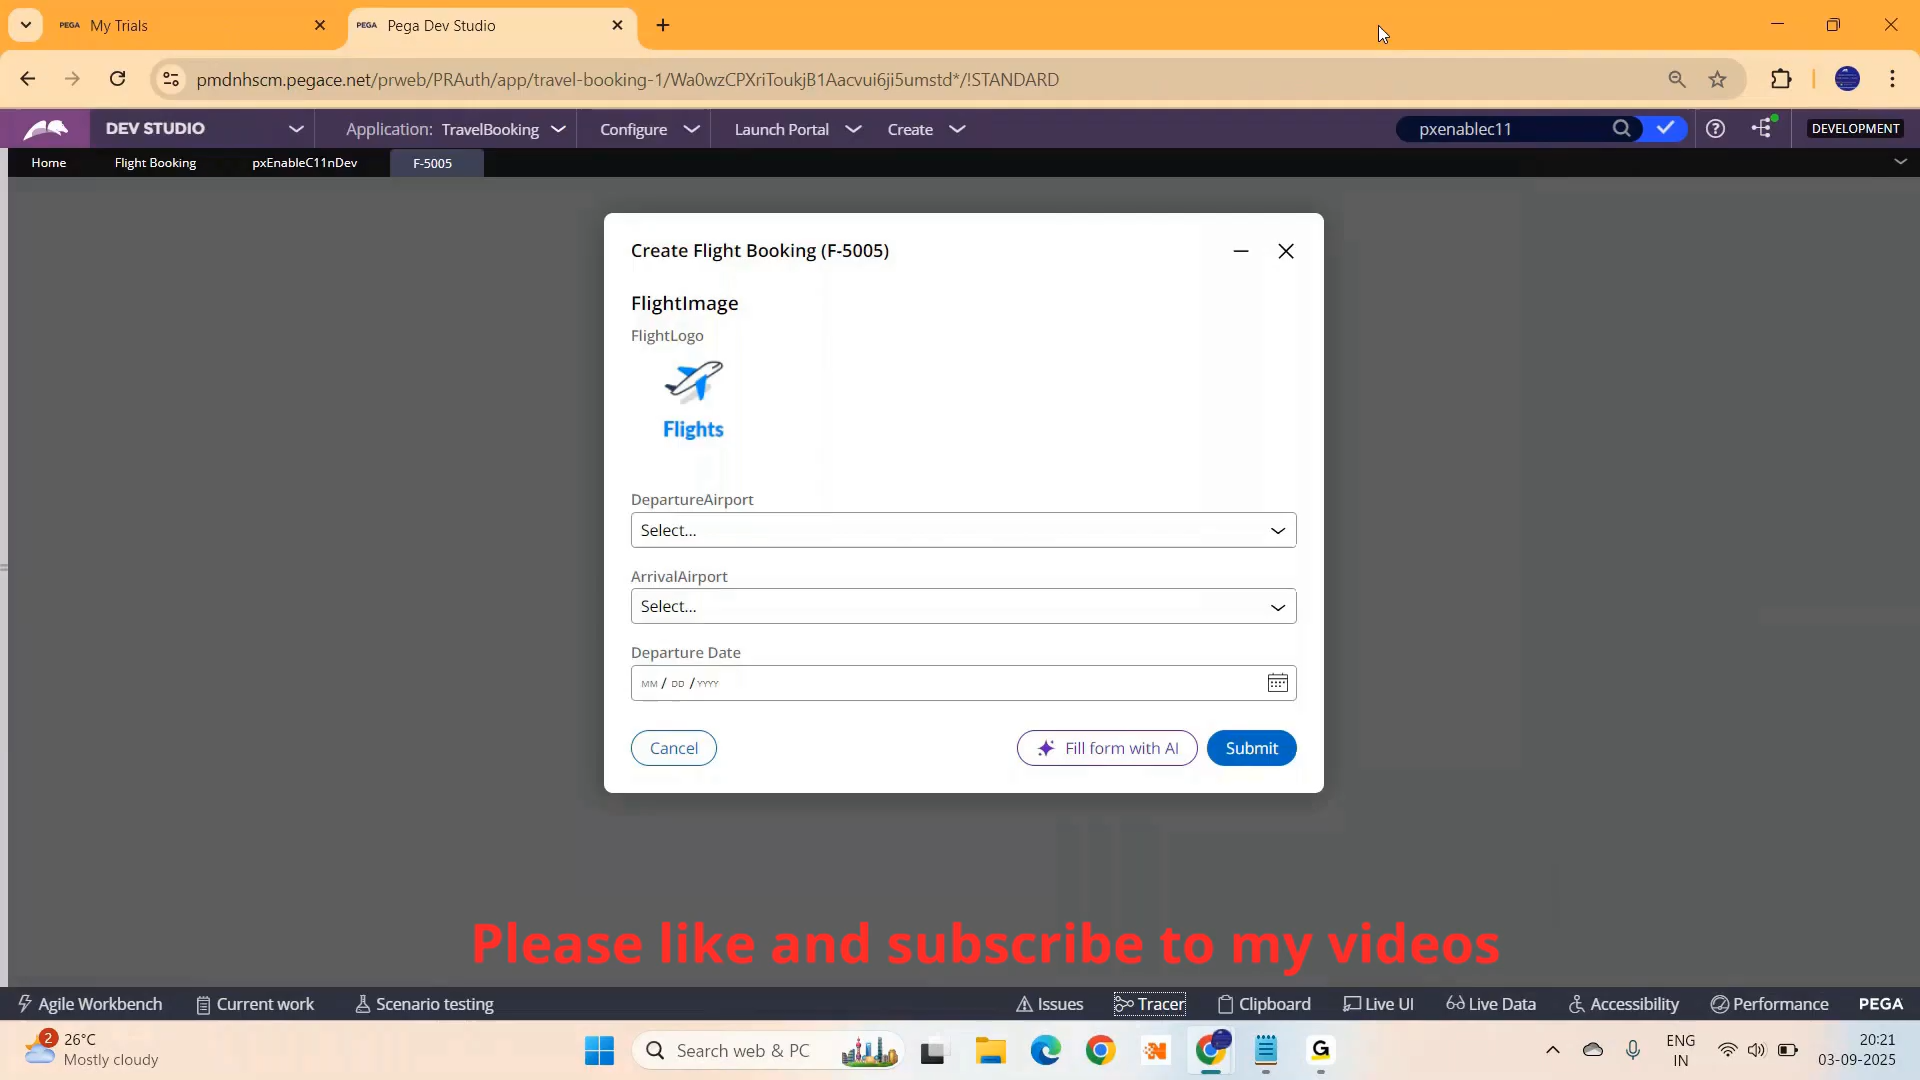 PEGA My Trials
PEGA Pega Dev Studio
pmdnhscm.pegace.net/prweb/PRAuth/app/travel-booking-1/Wa0wzCPXriToukjB1Aacvui6ji5umstd*/!STANDARD
DEV STUDIO Application: TravelBooking Configure Launch Portal Create pxenablec11 DEVELOPMENT
Home Flight Booking pxEnableC11nDev F-5005
Create Flight Booking (F-5005)
FlightImage
FlightLogo
Flights
DepartureAirport
Select...
ArrivalAirport
Select...
Departure Date
MM / DD / YYYY
Cancel Fill form with AI Submit
Please like and subscribe to my videos
Agile Workbench Current work Scenario testing Issues Tracer Clipboard Live UI Live Data Accessibility Performance PEGA
2 26°C
Mostly cloudy
Search web & PC
ENG
IN
20:21
03-09-2025